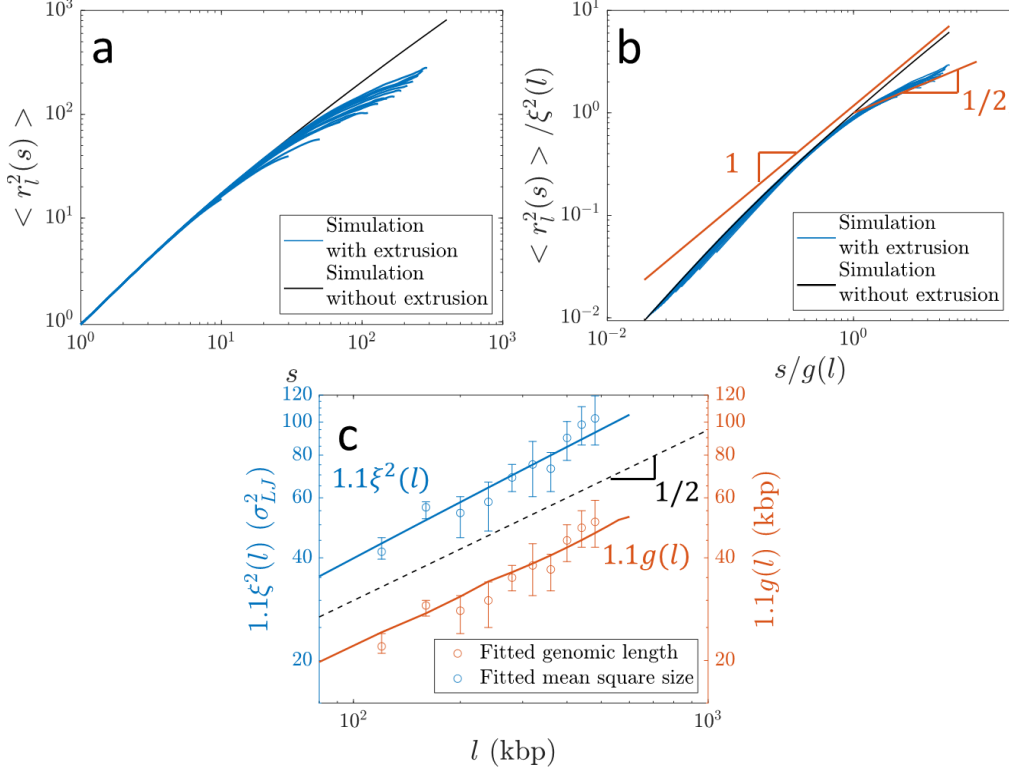 a
< r_l^2(s) >
10^3
10^2
10^1
10^0
10^0
10^1
10^2
10^3
s
Simulation
with extrusion
Simulation
without extrusion
b
< r_l^2(s) > /ξ^2(l)
10^1
10^0
10^-1
10^-2
10^-2
10^0
s/g(l)
1
1/2
Simulation
with extrusion
Simulation
without extrusion
c
1.1ξ^2(l) (σ_LJ^2)
120
100
80
60
40
20
1.1ξ^2(l)
1/2
1.1g(l)
Fitted genomic length
Fitted mean square size
120
100
80
60
40
20
1.1g(l) (kbp)
10^2
10^3
l (kbp)